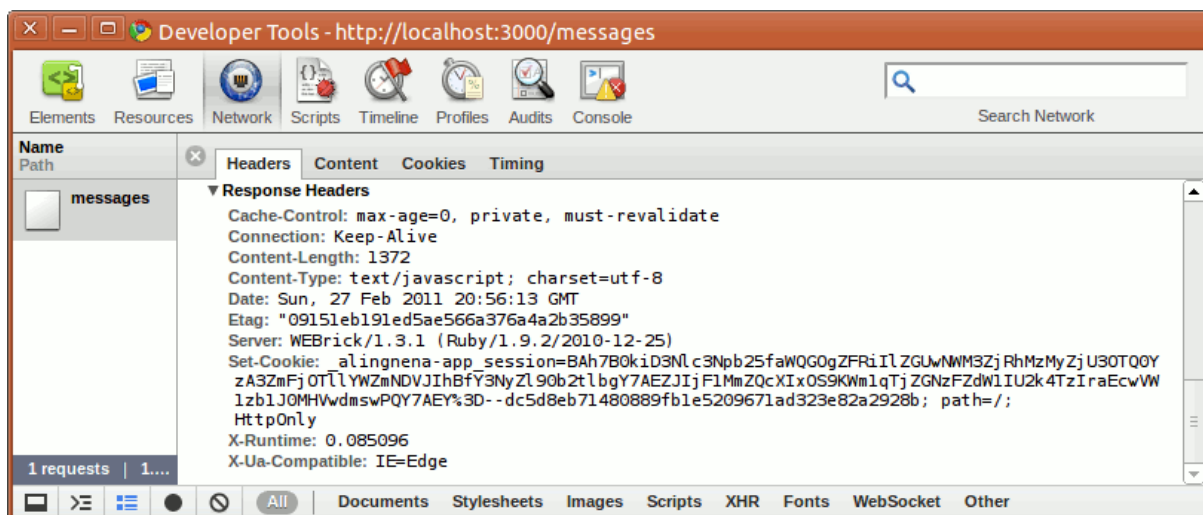 Developer Tools - http://localhost:3000/messages
Elements Resources Network Scripts Timeline Profiles Audits Console
Search Network
Name
Path
Headers Content Cookies Timing
messages
Response Headers
Cache-Control: max-age=0, private, must-revalidate
Connection: Keep-Alive
Content-Length: 1372
Content-Type: text/javascript; charset=utf-8
Date: Sun, 27 Feb 2011 20:56:13 GMT
Etag: "09151eb191ed5ae566a376a4a2b35899"
Server: WEBrick/1.3.1 (Ruby/1.9.2/2010-12-25)
Set-Cookie: _alingnena-app_session=BAh7B0kiD3Nlc3Npb25faWQGOgZFRiIlZGUwNWM3ZjRhMzMyZjU3OTQ0Y
zA3ZmFjOTllYWZmNDVJIhBfY3NyZl90b2tlbgY7AEZJIjF1MmZQcXIxOS9KWm1qTjZGNzFZdW1IU2k4TzIraEcwVW
1zb1J0MHVwdmswPQY7AEY%3D--dc5d8eb71480889fb1e5209671ad323e82a2928b; path=/;
HttpOnly
X-Runtime: 0.085096
X-Ua-Compatible: IE=Edge
1 requests | 1....
All Documents Stylesheets Images Scripts XHR Fonts WebSocket Other